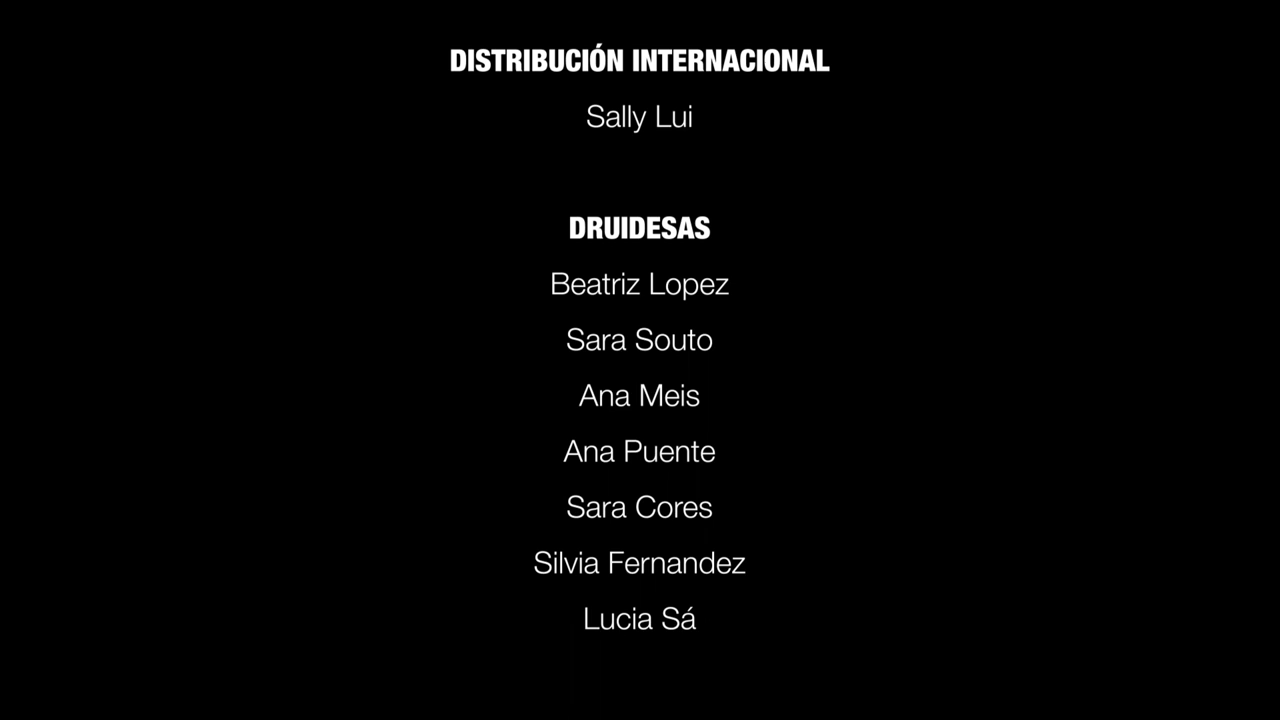 DISTRIBUCIÓN INTERNACIONAL
Sally Lui
DRUIDESAS
Beatriz Lopez
Sara Souto
Ana Meis
Ana Puente
Sara Cores
Silvia Fernandez
Lucia Sá